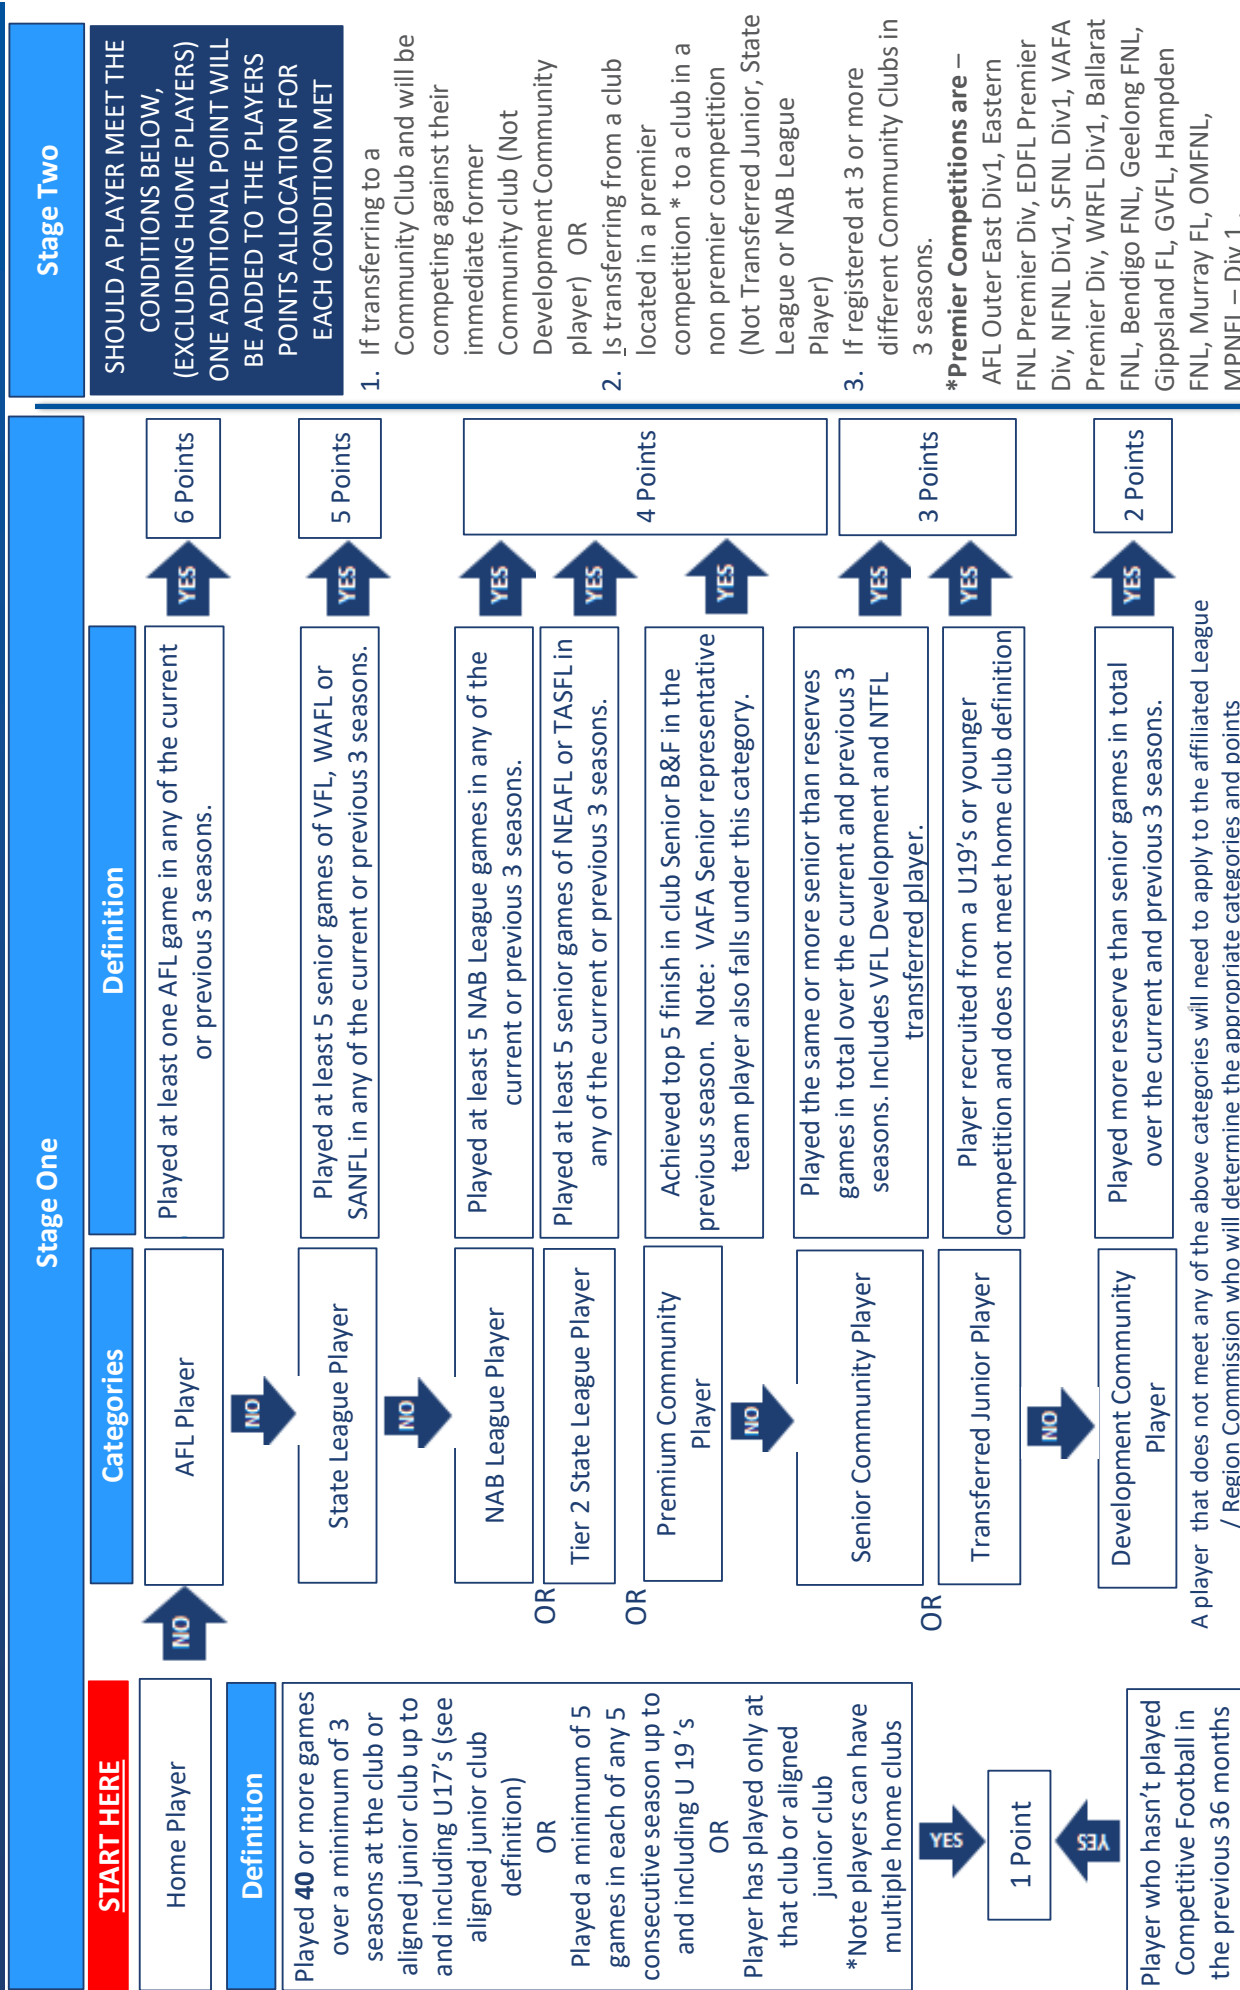 Stage One
Stage Two
START HERE
Home Player
Definition
Played 40 or more games
over a minimum of 3
seasons at the club or
aligned junior club up to
and including U17's (see
aligned junior club
definition)
OR
Played a minimum of 5
games in each of any 5
consecutive season up to
and including U 19 's
OR
Player has played only at
that club or aligned
junior club
*Note players can have
multiple home clubs
YES
1 Point
YES
Player who hasn't played
Competitive Football in
the previous 36 months
NO
Categories
Definition
AFL Player
Played at least one AFL game in any of the current
or previous 3 seasons.
YES
6 Points
NO
State League Player
Played at least 5 senior games of VFL, WAFL or
SANFL in any of the current or previous 3 seasons.
YES
5 Points
NO
NAB League Player
Played at least 5 NAB League games in any of the
current or previous 3 seasons.
YES
OR
Tier 2 State League Player
Played at least 5 senior games of NEAFL or TASFL in
any of the current or previous 3 seasons.
YES
4 Points
OR
Premium Community
Player
Achieved top 5 finish in club Senior B&F in the
previous season. Note: VAFA Senior representative
team player also falls under this category.
YES
NO
Senior Community Player
Played the same or more senior than reserves
games in total over the current and previous 3
seasons. Includes VFL Development and NTFL
transferred player.
YES
3 Points
OR
Transferred Junior Player
Player recruited from a U19's or younger
competition and does not meet home club definition
YES
NO
Development Community
Player
Played more reserve than senior games in total
over the current and previous 3 seasons.
YES
2 Points
A player that does not meet any of the above categories will need to apply to the affiliated League
/ Region Commission who will determine the appropriate categories and points
SHOULD A PLAYER MEET THE
CONDITIONS BELOW,
(EXCLUDING HOME PLAYERS)
ONE ADDITIONAL POINT WILL
BE ADDED TO THE PLAYERS
POINTS ALLOCATION FOR
EACH CONDITION MET
1. If transferring to a
Community Club and will be
competing against their
immediate former
Community club (Not
Development Community
player) OR
2. Is transferring from a club
located in a premier
competition * to a club in a
non premier competition
(Not Transferred Junior, State
League or NAB League
Player)
3. If registered at 3 or more
different Community Clubs in
3 seasons.
*Premier Competitions are –
AFL Outer East Div1, Eastern
FNL Premier Div, EDFL Premier
Div, NFNL Div1, SFNL Div1, VAFA
Premier Div, WRFL Div1, Ballarat
FNL, Bendigo FNL, Geelong FNL,
Gippsland FL, GVFL, Hampden
FNL, Murray FL, OMFNL,
MPNFL – Div 1 .